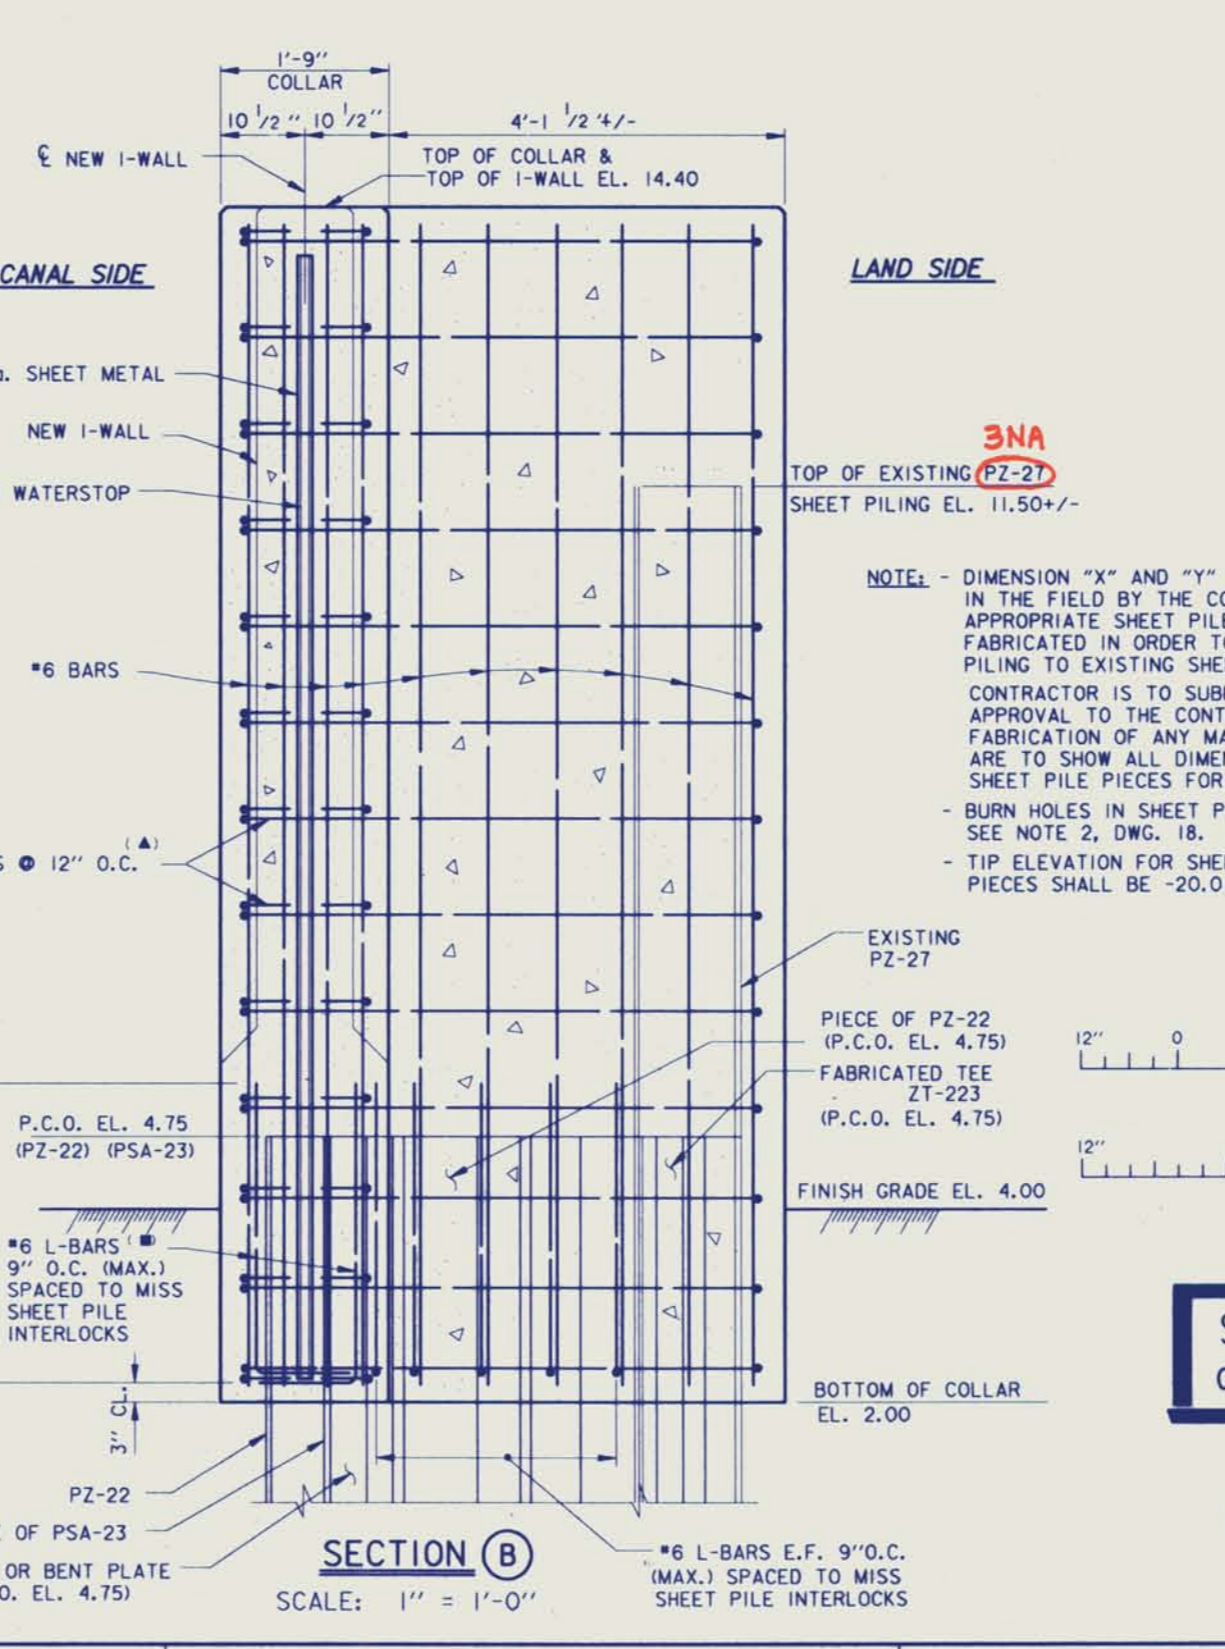 1'-9"
COLLAR
10 1/2" 10 1/2" 4'-1 1/2"+/-
℄ NEW I-WALL
TOP OF COLLAR &
TOP OF I-WALL EL. 14.40
CANAL SIDE
LAND SIDE
SHEET METAL
NEW I-WALL
WATERSTOP
3NA
TOP OF EXISTING PZ-27
SHEET PILING EL. 11.50+/-
NOTE: - DIMENSION "X" AND "Y"
IN THE FIELD BY THE
APPROPRIATE SHEET PILE
FABRICATED IN ORDER
PILING TO EXISTING
CONTRACTOR IS TO
APPROVAL TO THE
FABRICATION OF ANY
ARE TO SHOW ALL
SHEET PILE PIECES FOR
- BURN HOLES IN SHEET
SEE NOTE 2, DWG. 18.
- TIP ELEVATION FOR
PIECES SHALL BE -20.0
#6 BARS
@ 12" O.C. (▲)
EXISTING
PZ-27
PIECE OF PZ-22
(P.C.O. EL. 4.75)
FABRICATED TEE
ZT-223
(P.C.O. EL. 4.75)
12" 0
12"
P.C.O. EL. 4.75
(PZ-22) (PSA-23)
FINISH GRADE EL. 4.00
#6 L-BARS (■)
9" O.C. (MAX.)
SPACED TO MISS
SHEET PILE
INTERLOCKS
3" CL.
BOTTOM OF COLLAR
EL. 2.00
PZ-22
OF PSA-23
OR BENT PLATE
EL. 4.75)
SECTION B
SCALE: 1" = 1'-0"
#6 L-BARS E.F. 9"O.C.
(MAX.) SPACED TO MISS
SHEET PILE INTERLOCKS